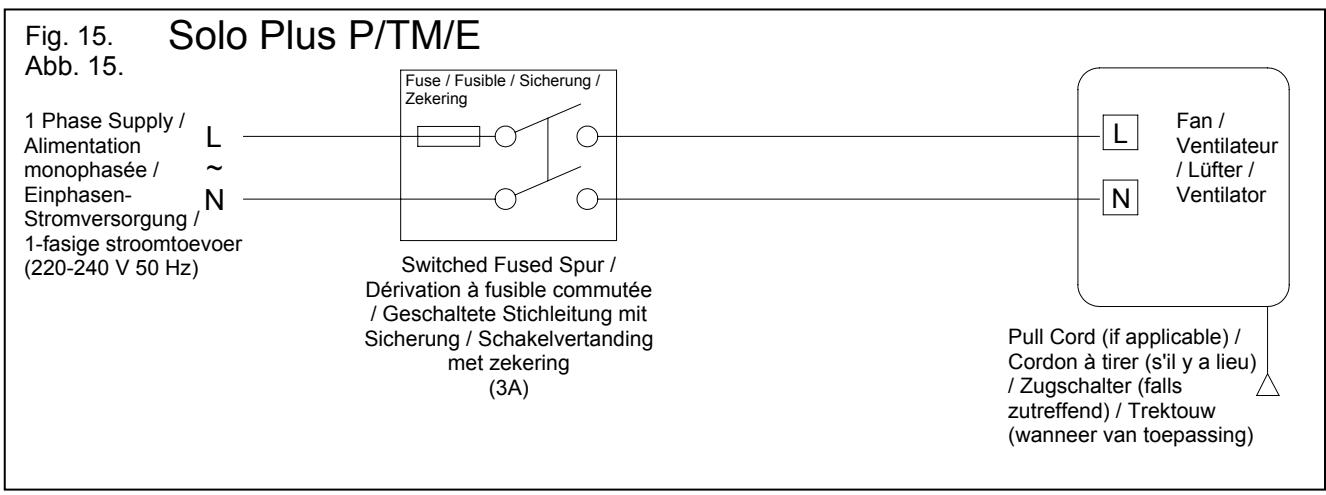 Fig. 15.
Solo Plus P/TM/E
Abb. 15.
1 Phase Supply /
Alimentation
monophasée /
Einphasen-
Stromversorgung /
1-fasige stroomtoevoer
(220-240 V 50 Hz)
L
~
N
Fuse / Fusible / Sicherung /
Zekering
Switched Fused Spur /
Dérivation à fusible commutée
/ Geschaltete Stichleitung mit
Sicherung / Schakelvertanding
met zekering
(3A)
L
N
Fan /
Ventilateur
/ Lüfter /
Ventilator
Pull Cord (if applicable) /
Cordon à tirer (s'il y a lieu)
/ Zugschalter (falls
zutreffend) / Trektouw
(wanneer van toepassing)